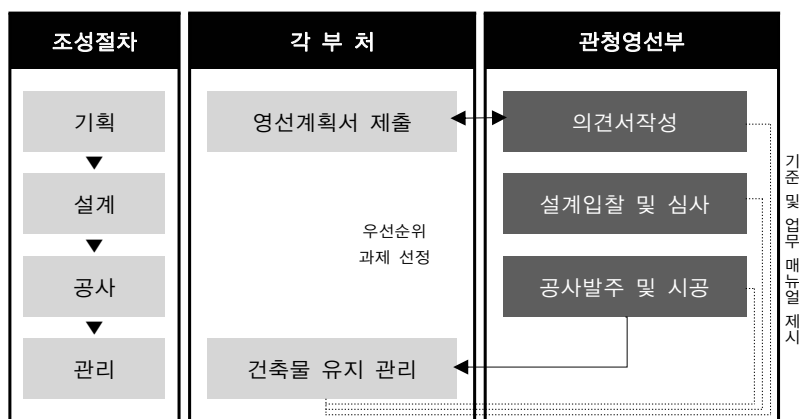 조성절차
각 부 처
관청영선부
기획
영선계획서 제출
의견서작성
설계
설계입찰 및 심사
우선순위
과제 선정
공사
공사발주 및 시공
관리
건축물 유지 관리
기준 및 업무 매뉴얼 제시